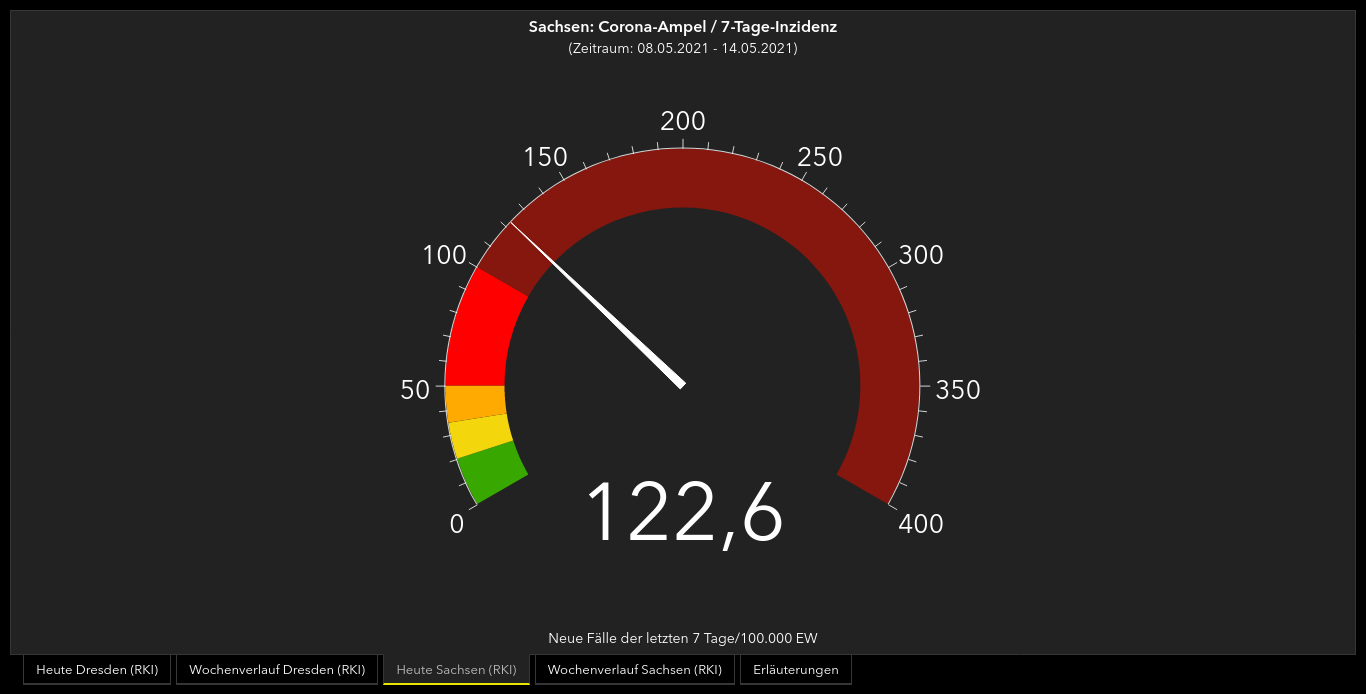 Sachsen: Corona-Ampel / 7-Tage-Inzidenz
(Zeitraum: 08.05.2021 - 14.05.2021)
200
150
250
100
300
50
350
0
400
122,6
Neue Fälle der letzten 7 Tage/100.000 EW
Heute Dresden (RKI)
Wochenverlauf Dresden (RKI)
Heute Sachsen (RKI)
Wochenverlauf Sachsen (RKI)
Erläuterungen